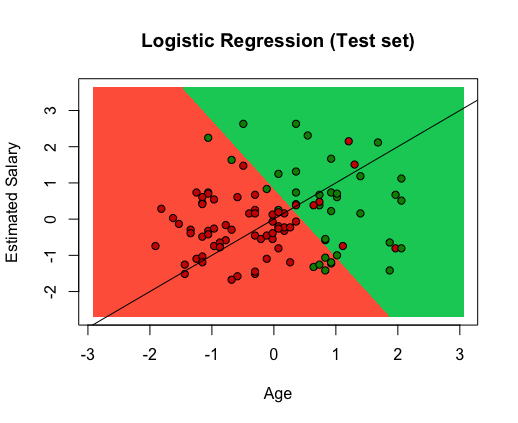 Logistic Regression (Test set)
Estimated Salary
3
2
1
0
-1
-2
-3 -2 -1 0 1 2 3
Age